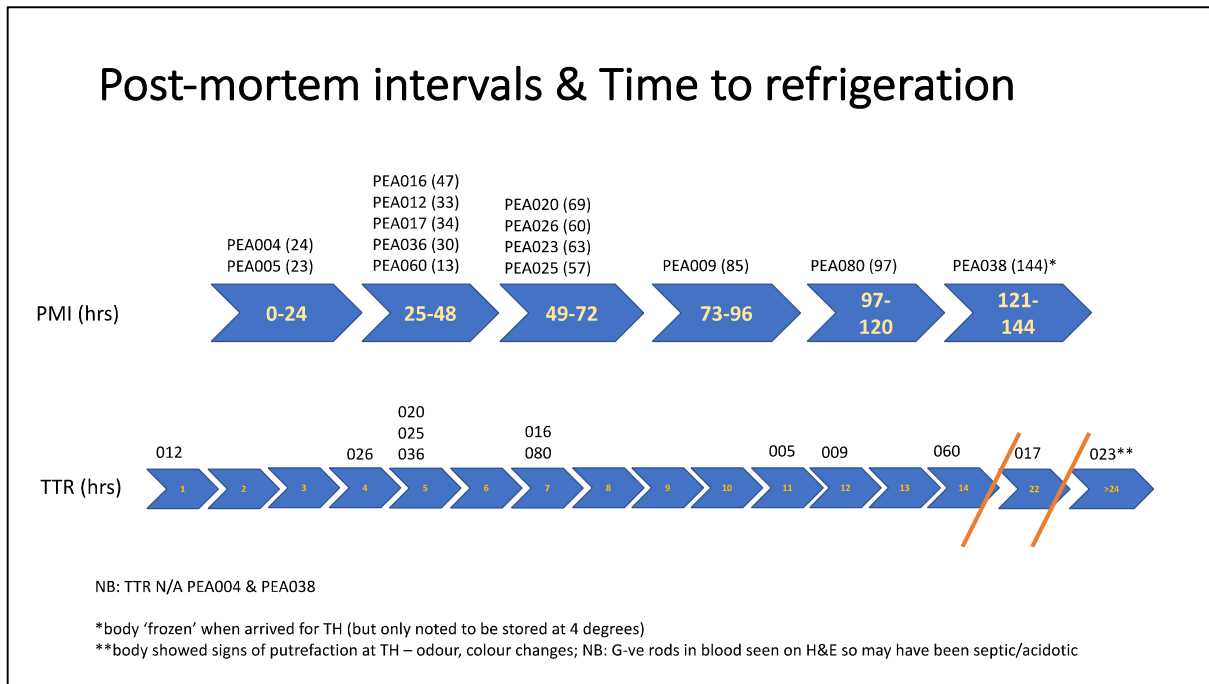 Post-mortem intervals & Time to refrigeration
PEA004 (24)
PEA005 (23)
PEA016 (47)
PEA012 (33)
PEA017 (34)
PEA036 (30)
PEA060 (13)
PEA020 (69)
PEA026 (60)
PEA023 (63)
PEA025 (57)
PEA009 (85)
PEA080 (97)
PEA038 (144)*
PMI (hrs)
0-24
25-48
49-72
73-96
97-
120
121-
144
012
026
020
025
036
016
080
005
009
060
017
023**
TTR (hrs)
1
2
3
4
5
6
7
8
9
10
11
12
13
14
22
>24
NB: TTR N/A PEA004 & PEA038
*body ‘frozen’ when arrived for TH (but only noted to be stored at 4 degrees)
**body showed signs of putrefaction at TH – odour, colour changes; NB: G-ve rods in blood seen on H&E so may have been septic/acidotic